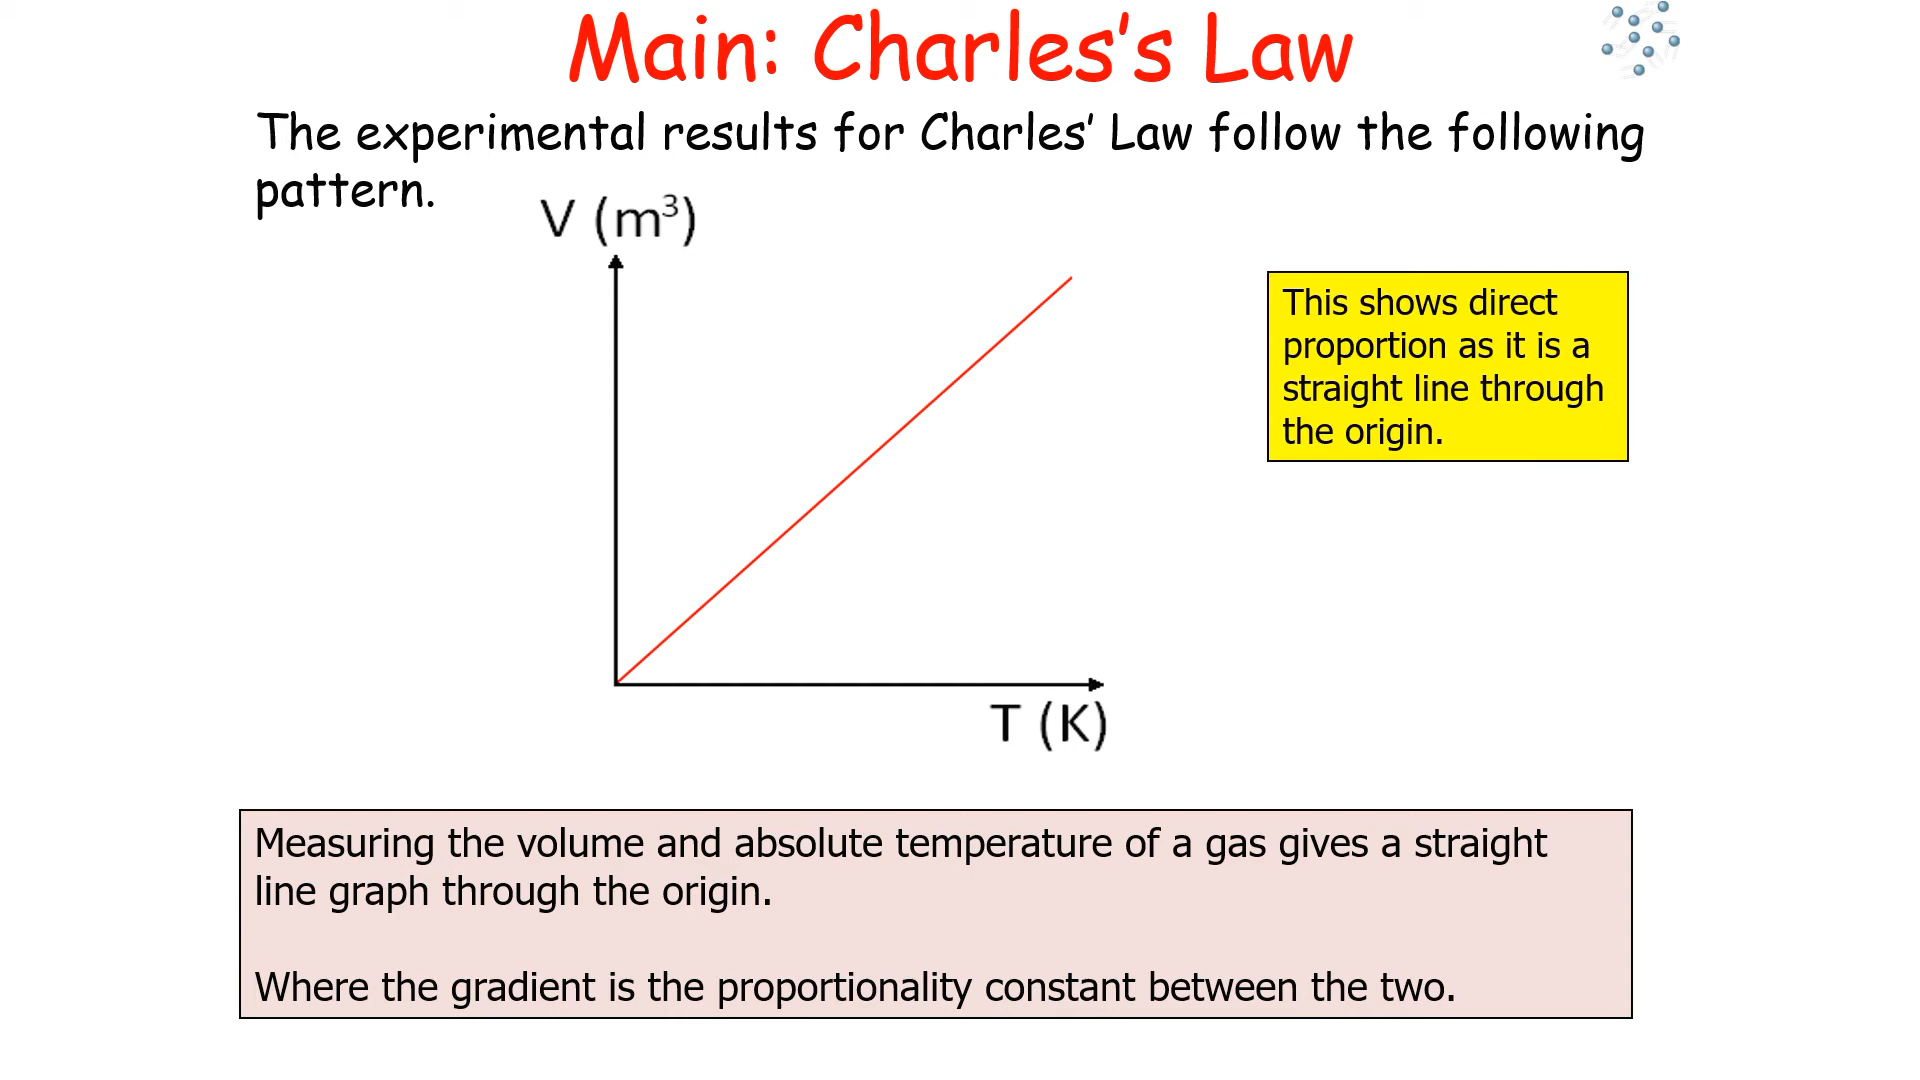 Main: Charles’s Law
The experimental results for Charles’ Law follow the following
pattern.
V (m³)
This shows direct
proportion as it is a
straight line through
the origin.
T (K)
Measuring the volume and absolute temperature of a gas gives a straight
line graph through the origin.
Where the gradient is the proportionality constant between the two.